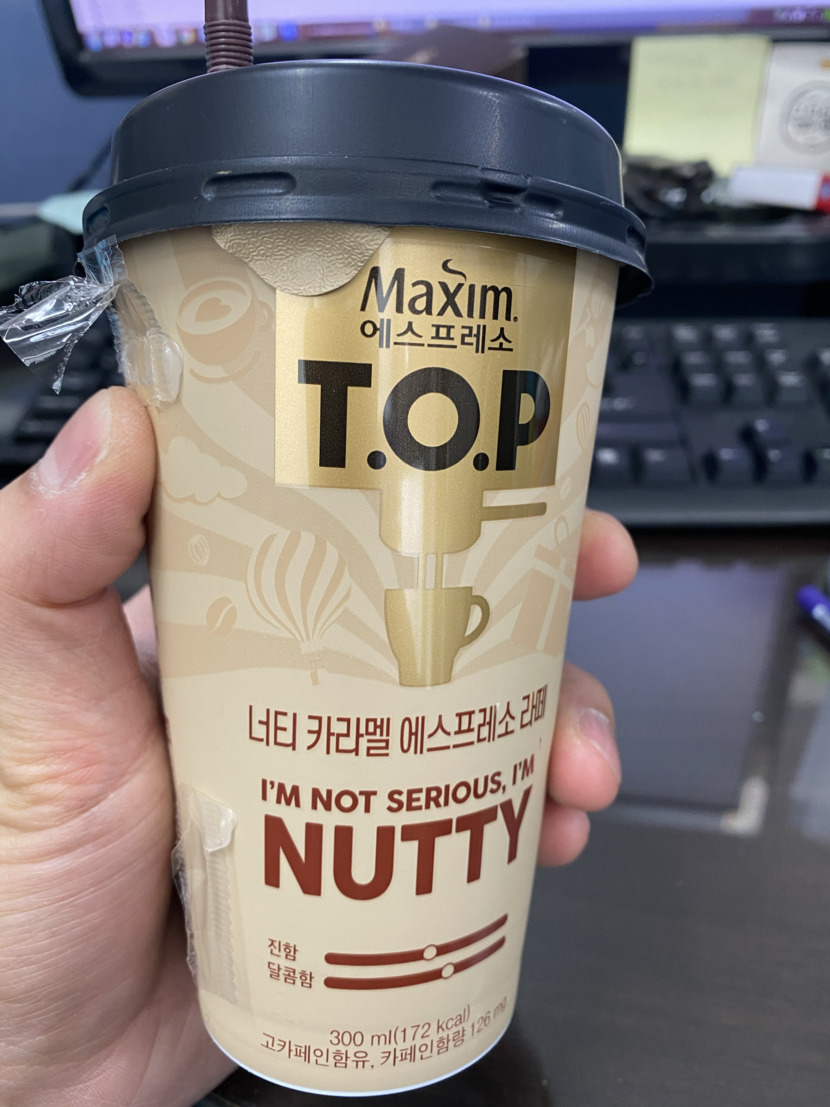 Maxim.
에스프레소
T.O.P
너티 카라멜 에스프레소 라떼
I'M NOT SERIOUS, I'M
NUTTY
진함
달콤함
300 ml(172 kcal)
고카페인함유, 카페인함량 126 mg